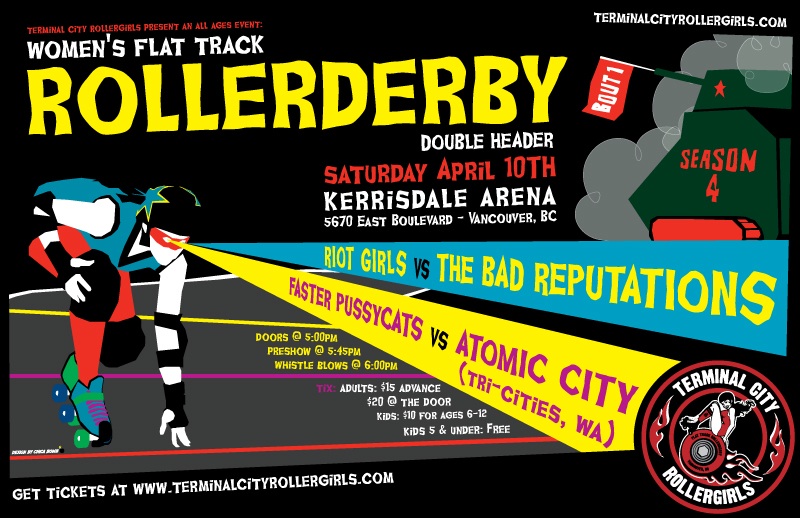 TERMINAL CITY ROLLERGIRLS PRESENT AN ALL AGES EVENT:
WOMEN'S FLAT TRACK
ROLLERDERBY
DOUBLE HEADER
SATURDAY APRIL 10TH
KERRISDALE ARENA
5670 EAST BOULEVARD - VANCOUVER, BC
TERMINALCITYROLLERGIRLS.COM
BOUT 1
SEASON
4
RIOT GIRLS VS THE BAD REPUTATIONS
FASTER PUSSYCATS VS ATOMIC CITY
(TRI-CITIES, WA)
DOORS @ 5:00PM
PRESHOW @ 5:45PM
WHISTLE BLOWS @ 6:00PM
TIX: ADULTS: $15 ADVANCE
$20 @ THE DOOR
KIDS: $10 FOR AGES 6-12
KIDS 5 & UNDER: FREE
TERMINAL CITY
ROLLERGIRLS
GET TICKETS AT WWW.TERMINALCITYROLLERGIRLS.COM